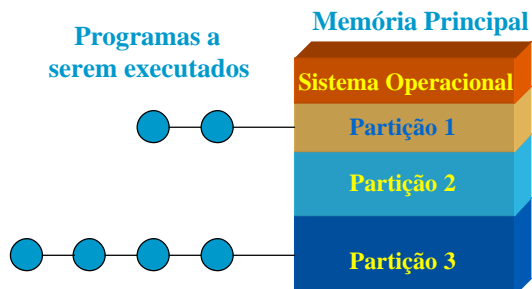 Programas a
serem executados
Memória Principal
Sistema Operacional
Partição 1
Partição 2
Partição 3